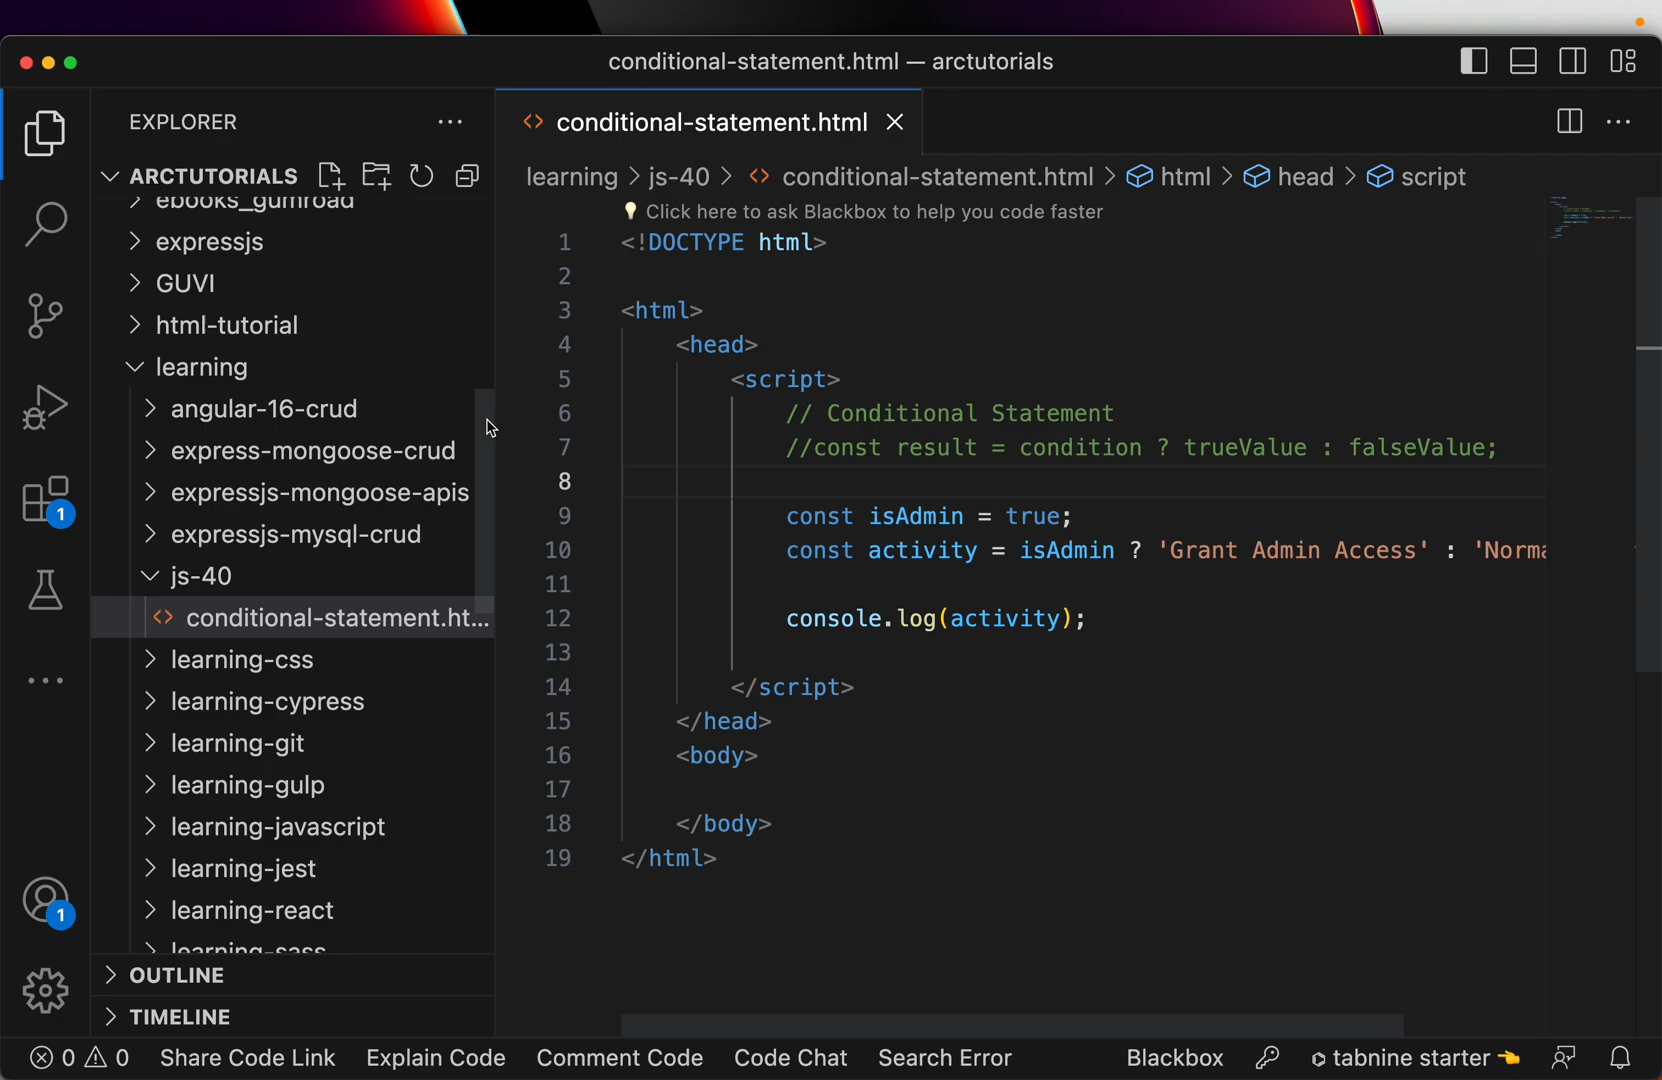 conditional-statement.html — arctutorials
EXPLORER
conditional-statement.html
ARCTUTORIALS
learning > js-40 > <> conditional-statement.html > html > head > script
ebooks_gumroad
expressjs
GUVI
html-tutorial
learning
angular-16-crud
express-mongoose-crud
expressjs-mongoose-apis
expressjs-mysql-crud
js-40
<> conditional-statement.ht...
learning-css
learning-cypress
learning-git
learning-gulp
learning-javascript
learning-jest
learning-react
learning-sass
OUTLINE
TIMELINE
1
1
Click here to ask Blackbox to help you code faster
1 <!DOCTYPE html>
2
3 <html>
4 <head>
5 <script>
6 // Conditional Statement
7 //const result = condition ? trueValue : falseValue;
8
9 const isAdmin = true;
10 const activity = isAdmin ? 'Grant Admin Access' : 'Norma
11
12 console.log(activity);
13
14 </script>
15 </head>
16 <body>
17
18 </body>
19 </html>
0 0 Share Code Link Explain Code Comment Code Code Chat Search Error Blackbox tabnine starter